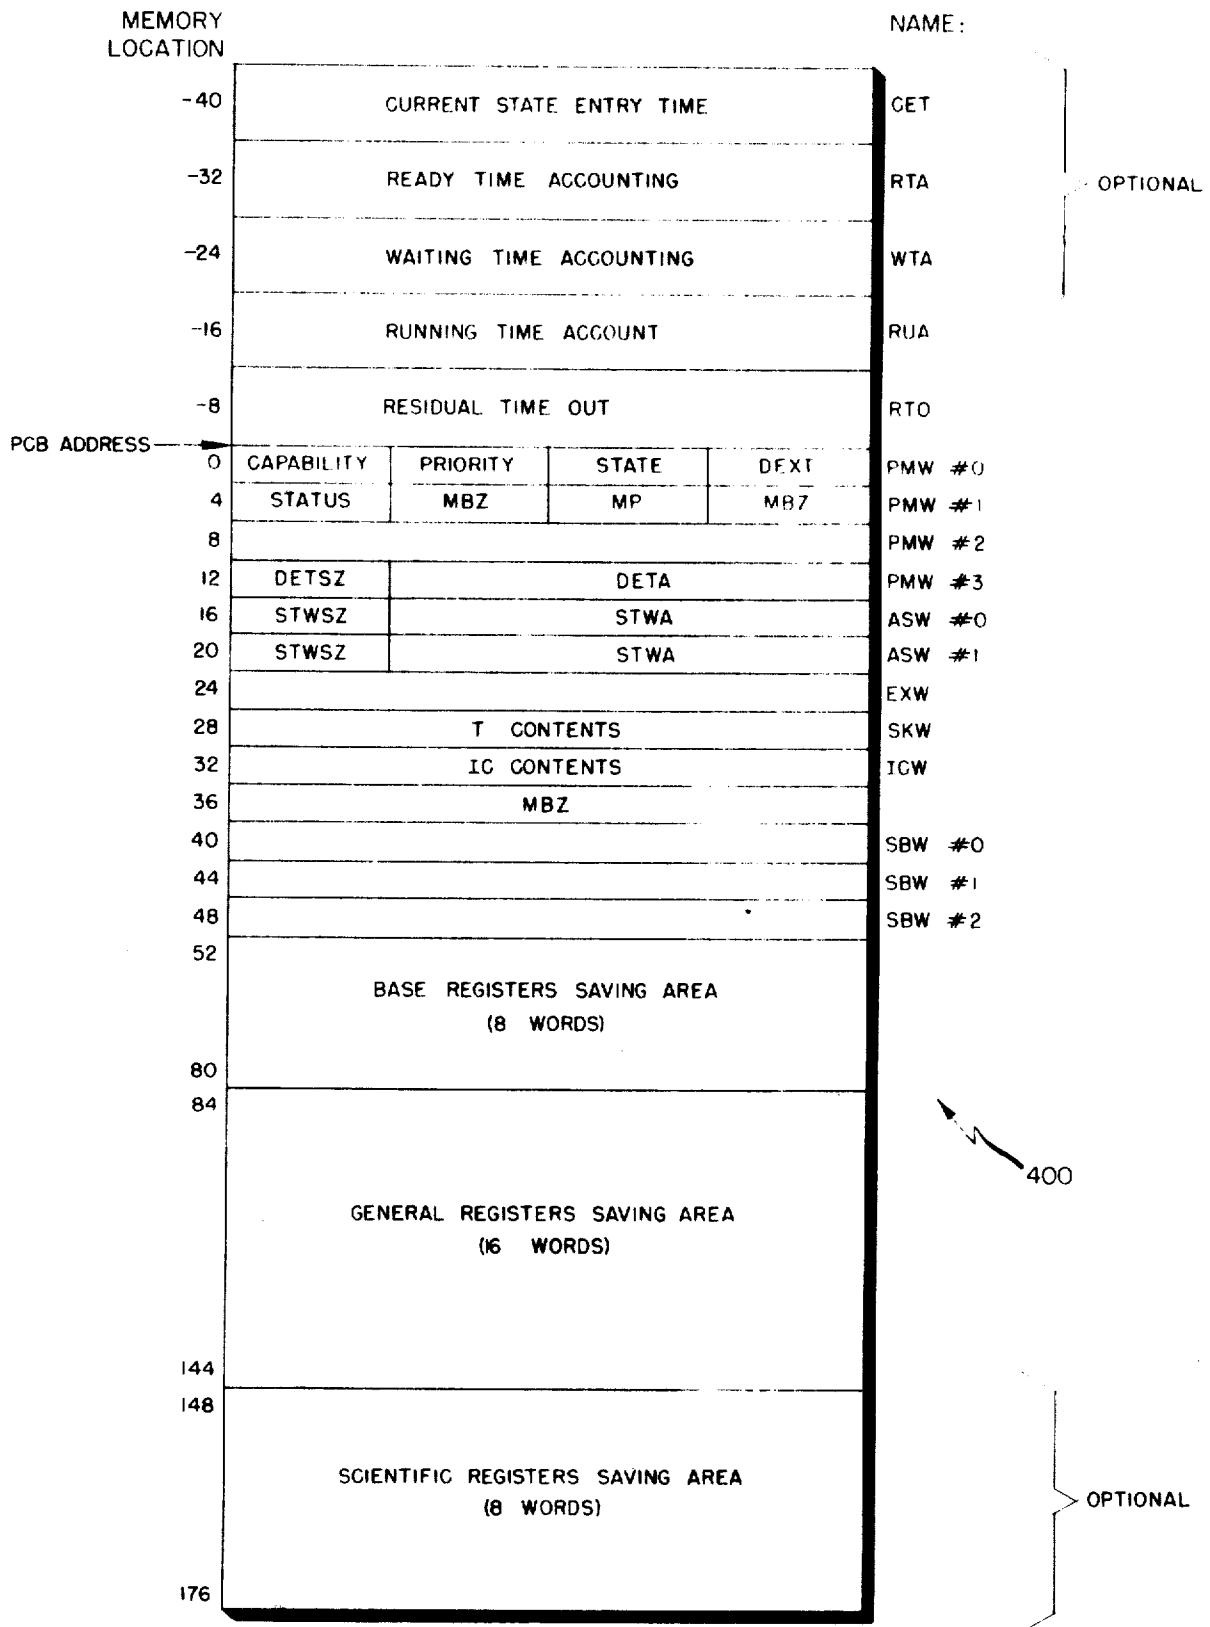 MEMORY LOCATION NAME:
-40 CURRENT STATE ENTRY TIME CET
-32 READY TIME ACCOUNTING RTA
OPTIONAL
-24 WAITING TIME ACCOUNTING WTA
-16 RUNNING TIME ACCOUNT RUA
-8 RESIDUAL TIME OUT RTO
PCB ADDRESS
0 CAPABILITY PRIORITY STATE DEXT PMW #0
4 STATUS MBZ MP MBZ PMW #1
8 PMW #2
12 DETSZ DETA PMW #3
16 STWSZ STWA ASW #0
20 STWSZ STWA ASW #1
24 EXW
28 T CONTENTS SKW
32 IC CONTENTS ICW
36 MBZ
40 SBW #0
44 SBW #1
48 SBW #2
52
BASE REGISTERS SAVING AREA
(8 WORDS)
80
84
400
GENERAL REGISTERS SAVING AREA
(16 WORDS)
144
148
SCIENTIFIC REGISTERS SAVING AREA
(8 WORDS)
OPTIONAL
176